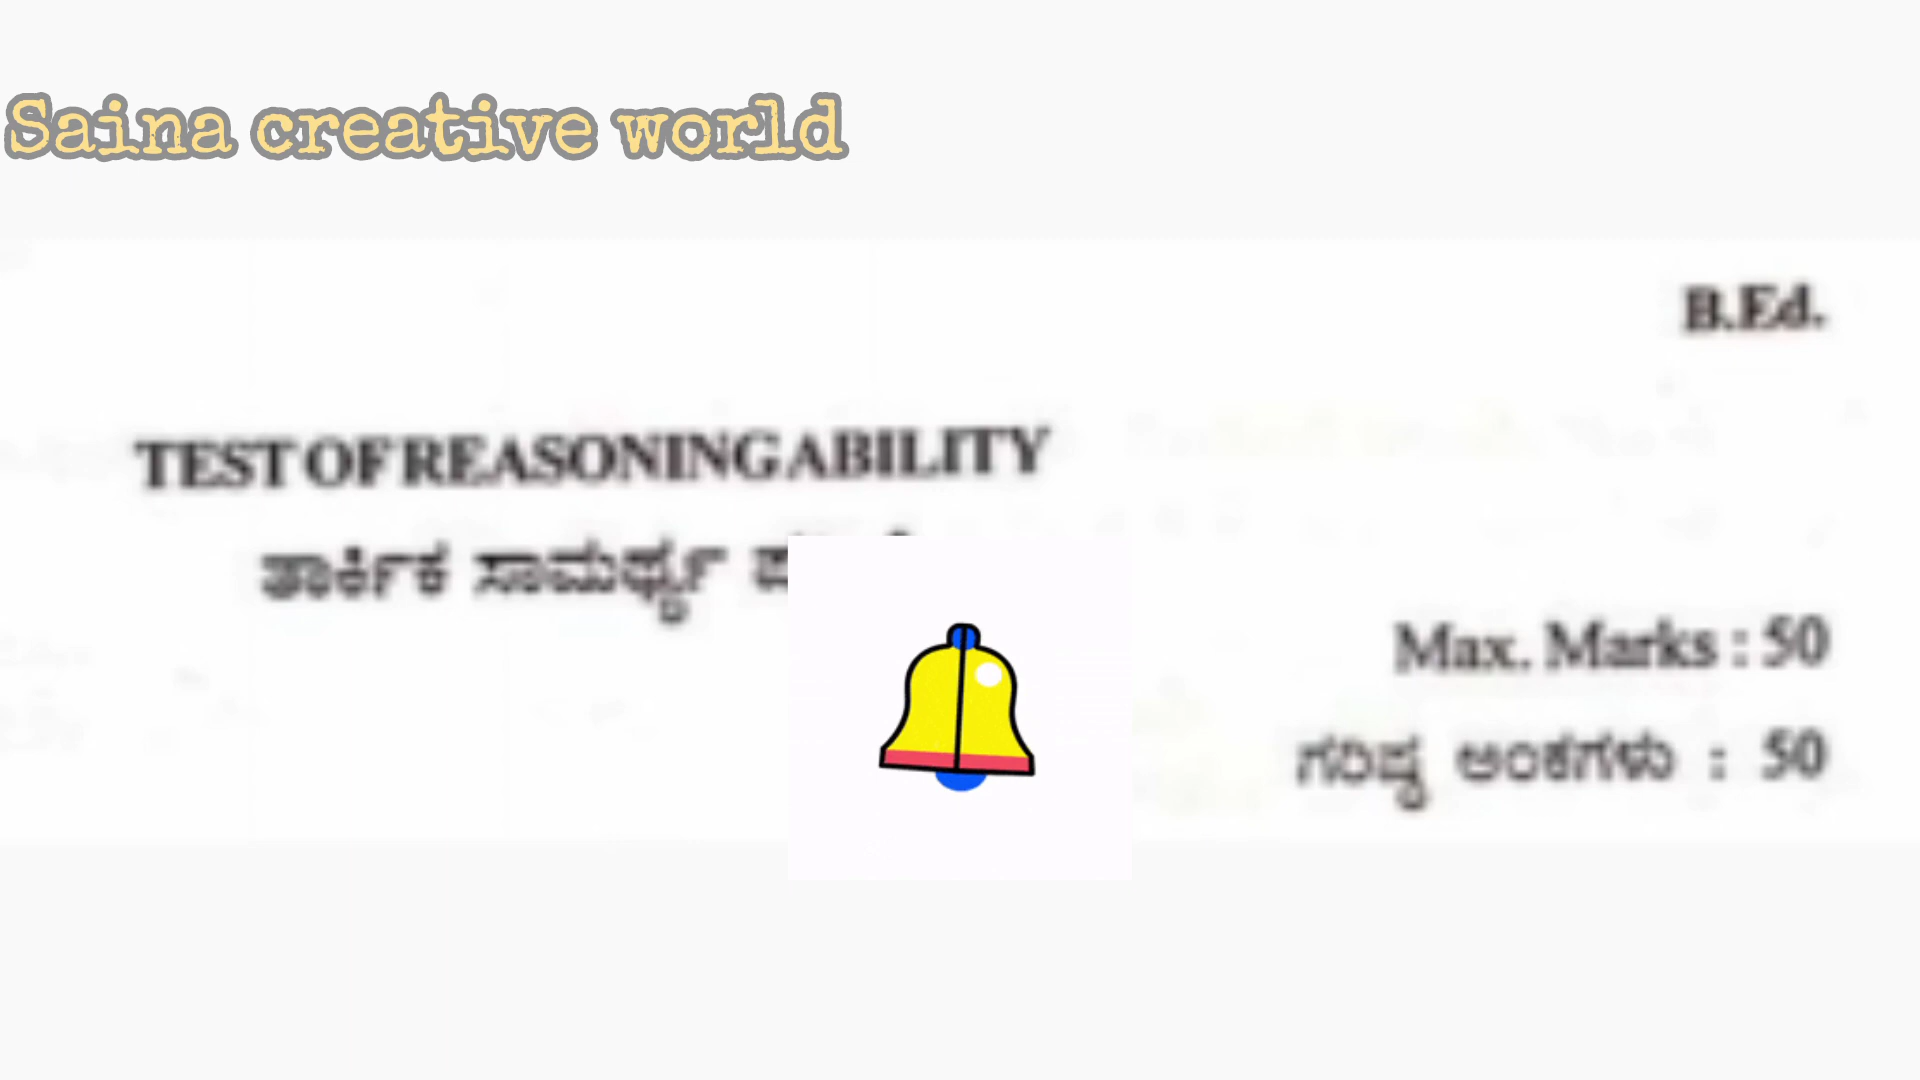 Saina creative world
B.Ed.
TEST OF REASONING ABILITY
ತಾರ್ಕಿಕ ಸಾಮರ್ಥ್ಯ
Max. Marks : 50
ಗರಿಷ್ಠ ಅಂಕಗಳು : 50